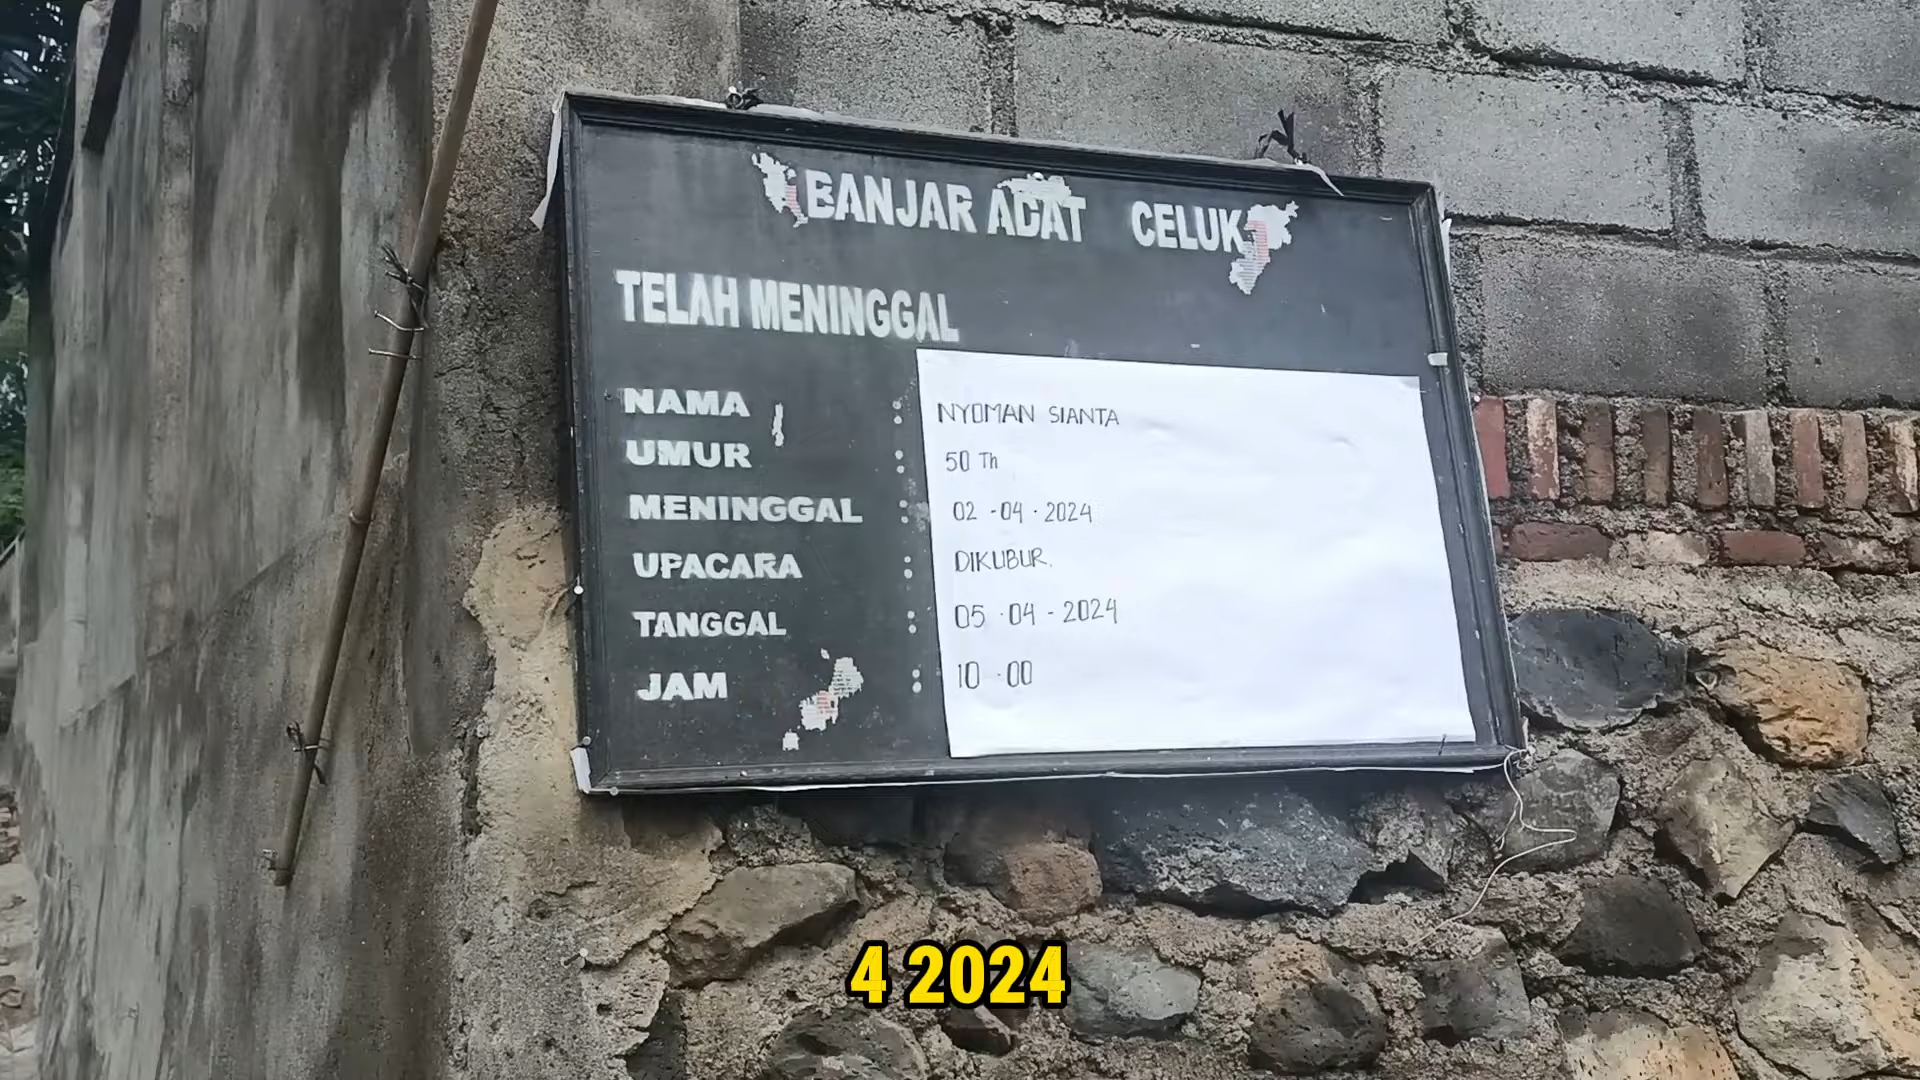 BANJAR ADAT CELUK
TELAH MENINGGAL
NAMA : NYOMAN SIANTA
UMUR : 50 Th
MENINGGAL : 02-04-2024
UPACARA : DIKUBUR.
TANGGAL : 05-04-2024
JAM : 10.00
4 2024